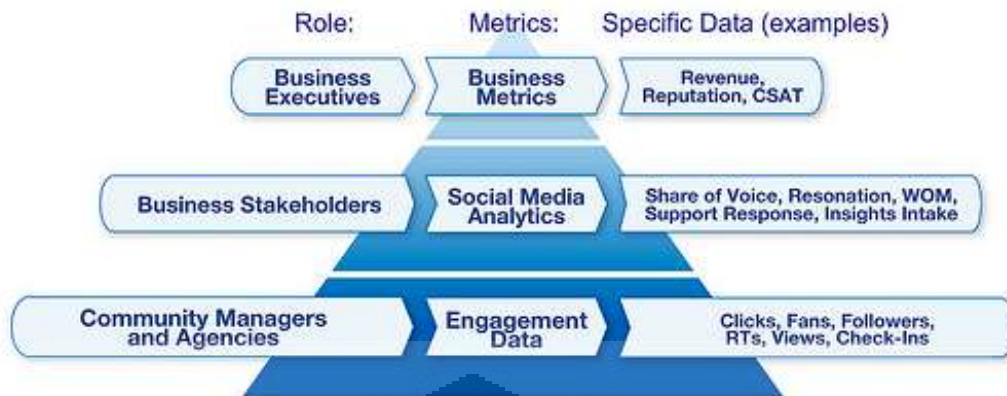 Role: Metrics: Specific Data (examples)
Business
Executives
Business
Metrics
Revenue,
Reputation, CSAT
Business Stakeholders
Social Media
Analytics
Share of Voice, Resonation, WOM,
Support Response, Insights Intake
Community Managers
and Agencies
Engagement
Data
Clicks, Fans, Followers,
RTs, Views, Check-Ins